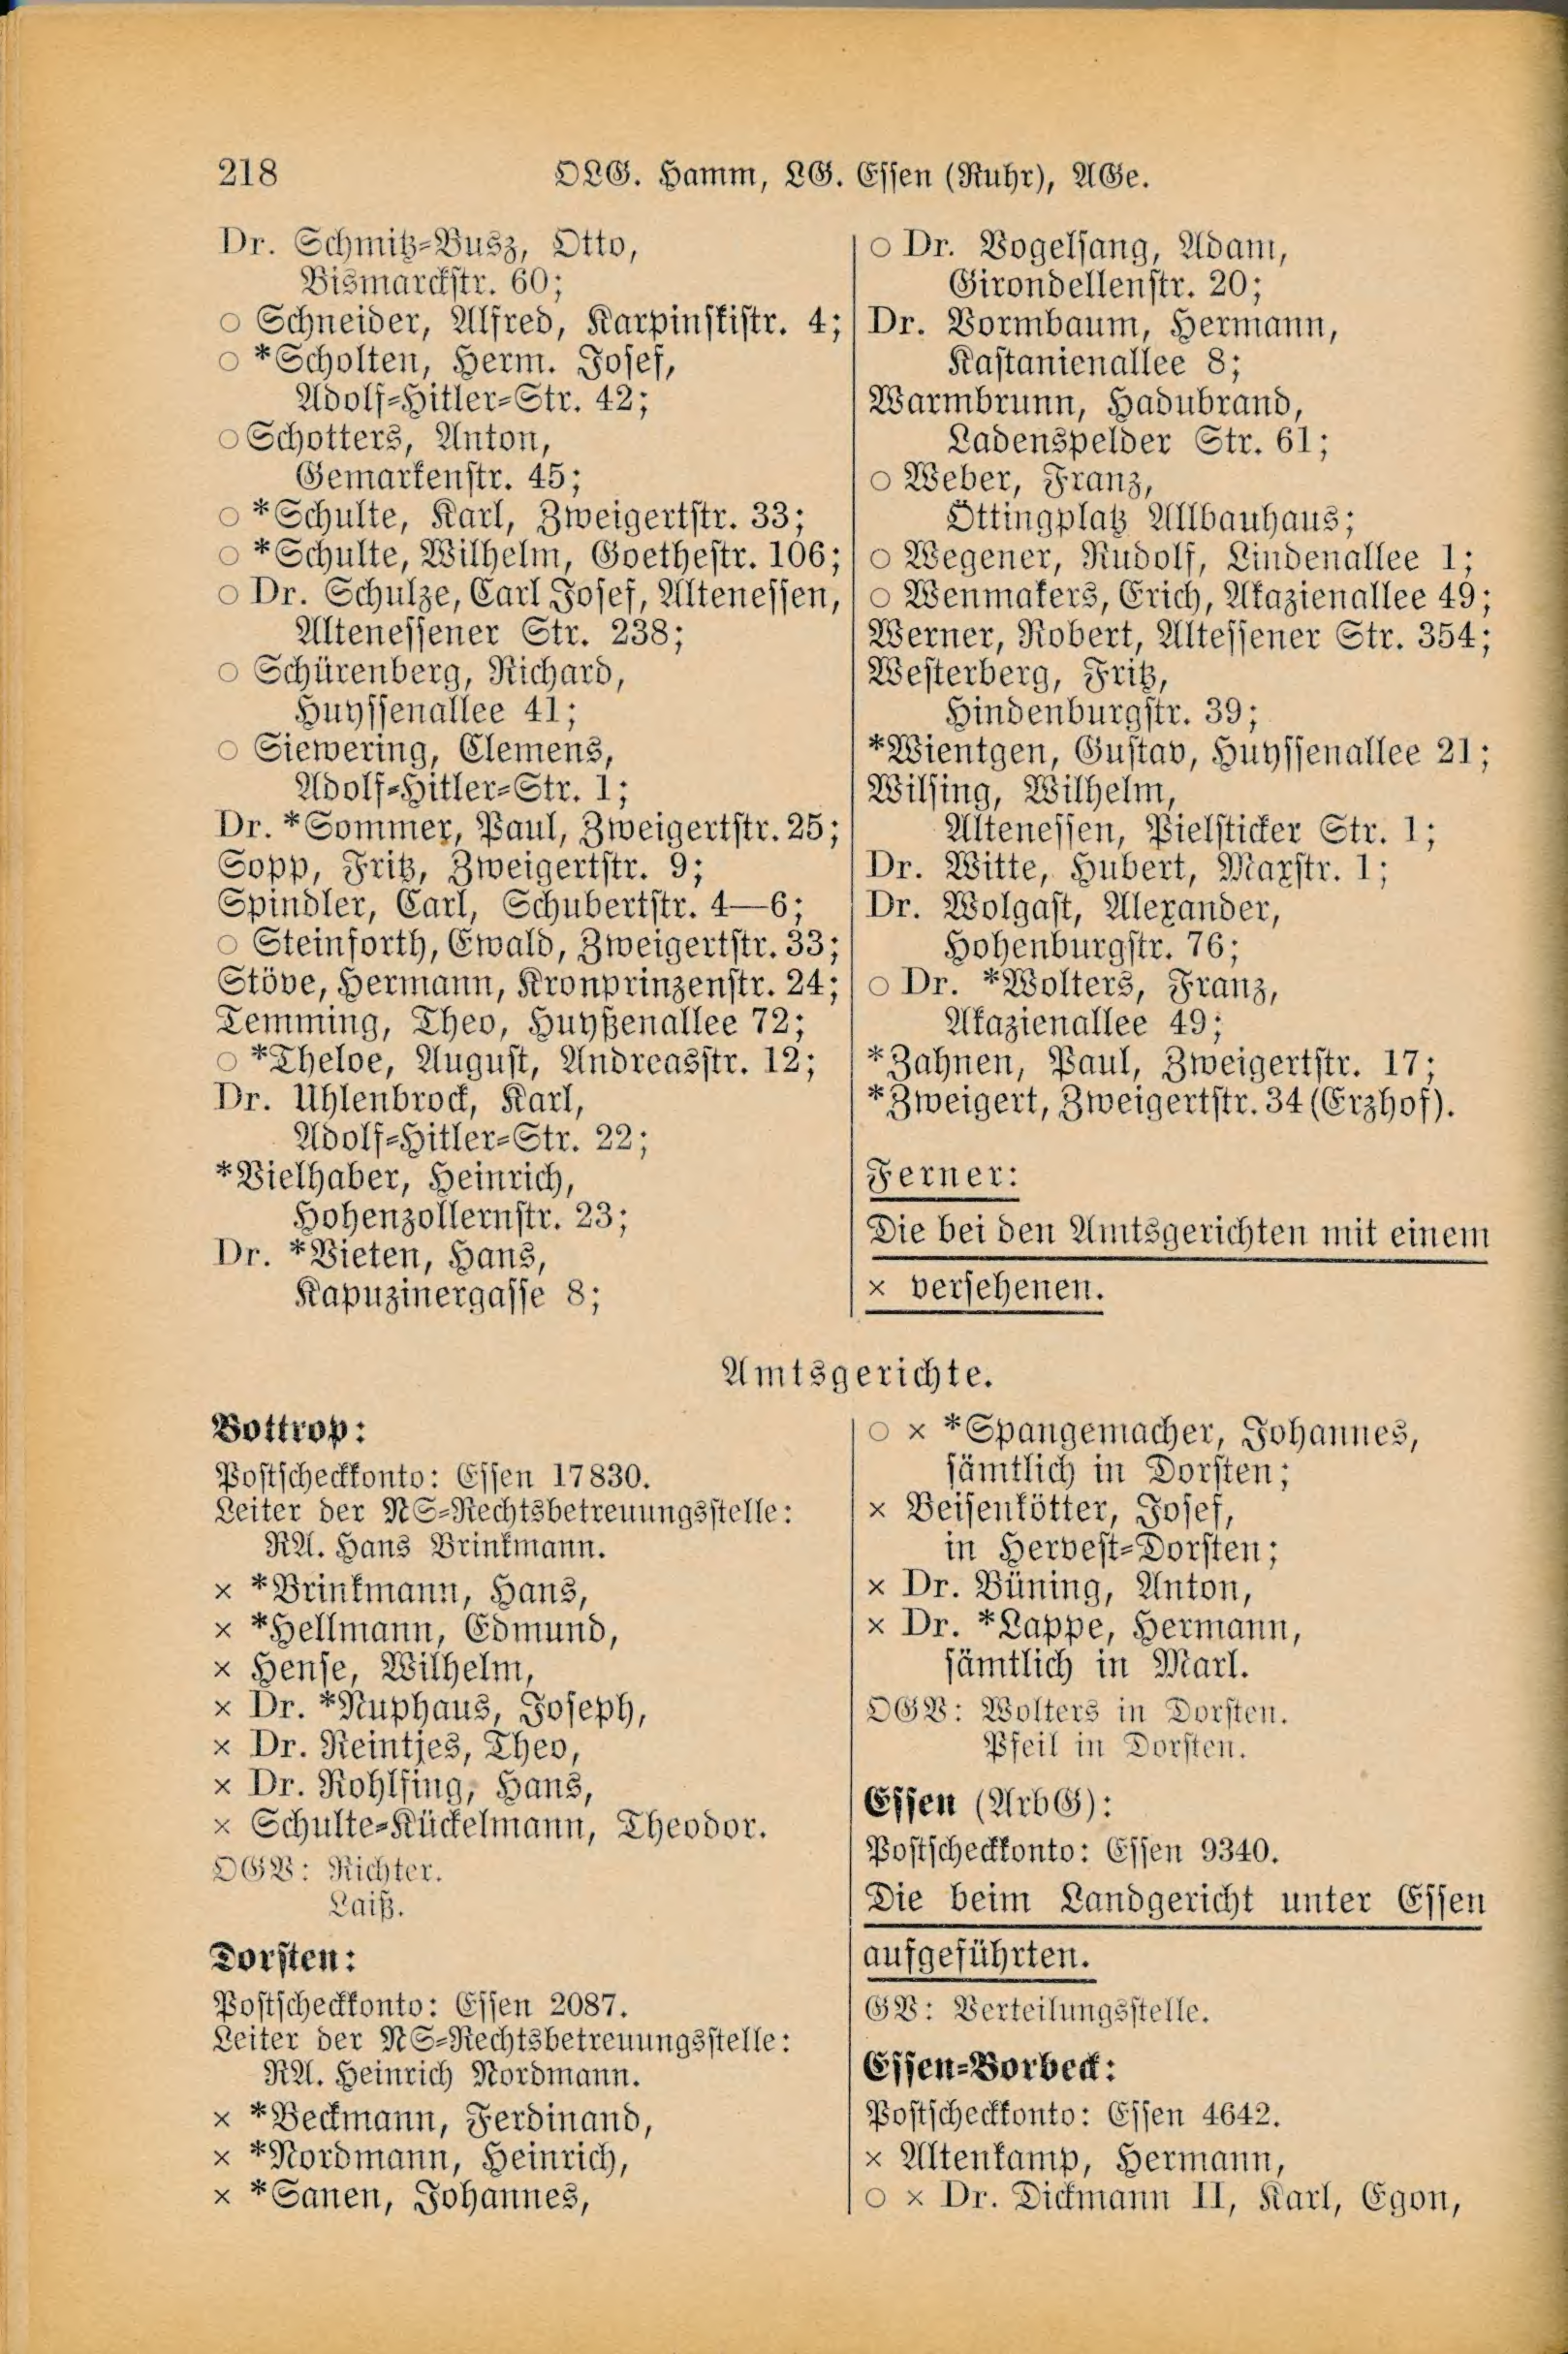 218
OLG. Hamm, LG. Essen (Ruhr), AGe.
Dr. Schmitz-Busz, Otto,
Bismarckstr. 60;
○ Schneider, Alfred, Karpinskistr. 4;
○ *Scholten, Herm. Josef,
Adolf-Hitler-Str. 42;
○ Schotters, Anton,
Gemarkenstr. 45;
○ *Schulte, Karl, Zweigertstr. 33;
○ *Schulte, Wilhelm, Goethestr. 106;
○ Dr. Schulze, Carl Josef, Altenessen,
Altenessener Str. 238;
○ Schürenberg, Richard,
Huyssenallee 41;
○ Siewering, Clemens,
Adolf-Hitler-Str. 1;
Dr. *Sommer, Paul, Zweigertstr. 25;
Sopp, Fritz, Zweigertstr. 9;
Spindler, Carl, Schubertstr. 4—6;
○ Steinforth, Ewald, Zweigertstr. 33;
Stöve, Hermann, Kronprinzenstr. 24;
Temming, Theo, Huyßenallee 72;
○ *Theloe, August, Andreasstr. 12;
Dr. Uhlenbrock, Karl,
Adolf-Hitler-Str. 22;
*Vielhaber, Heinrich,
Hohenzollernstr. 23;
Dr. *Vieten, Hans,
Kapuzinergasse 8;
○ Dr. Vogelsang, Adam,
Girondellenstr. 20;
Dr. Vormbaum, Hermann,
Kastanienallee 8;
Warmbrunn, Hadubrand,
Ladenspelder Str. 61;
○ Weber, Franz,
Öttingplatz Allbauhaus;
○ Wegener, Rudolf, Lindenallee 1;
○ Wenmakers, Erich, Akazienallee 49;
Werner, Robert, Altessener Str. 354;
Westerberg, Fritz,
Hindenburgstr. 39;
*Wientgen, Gustav, Huyssenallee 21;
Wilsing, Wilhelm,
Altenessen, Pielsticker Str. 1;
Dr. Witte, Hubert, Marxstr. 1;
Dr. Wolgast, Alexander,
Hohenburgstr. 76;
○ Dr. *Wolters, Franz,
Akazienallee 49;
*Zahnen, Paul, Zweigertstr. 17;
*Zweigert, Zweigertstr. 34 (Erzhof).
Ferner:
Die bei den Amtsgerichten mit einem
× versehenen.
Amtsgerichte.
Bottrop:
Postscheckkonto: Essen 17830.
Leiter der NS-Rechtsbetreuungsstelle:
RA. Hans Brinkmann.
× *Brinkmann, Hans,
× *Hellmann, Edmund,
× Hense, Wilhelm,
× Dr. *Nuphaus, Joseph,
× Dr. Reintjes, Theo,
× Dr. Rohlfing, Hans,
× Schulte-Kückelmann, Theodor.
OGV: Richter.
Laiß.
Dorsten:
Postscheckkonto: Essen 2087.
Leiter der NS-Rechtsbetreuungsstelle:
RA. Heinrich Nordmann.
× *Beckmann, Ferdinand,
× *Nordmann, Heinrich,
× *Sanen, Johannes,
○ × *Spangemacher, Johannes,
sämtlich in Dorsten;
× Beisenkötter, Josef,
in Hervest-Dorsten;
× Dr. Büning, Anton,
× Dr. *Lappe, Hermann,
sämtlich in Marl.
OGV: Wolters in Dorsten.
Pfeil in Dorsten.
Essen (ArbG):
Postscheckkonto: Essen 9340.
Die beim Landgericht unter Essen
aufgeführten.
GV: Verteilungsstelle.
Essen-Borbeck:
Postscheckkonto: Essen 4642.
× Altenkamp, Hermann,
○ × Dr. Dickmann II, Karl, Egon,